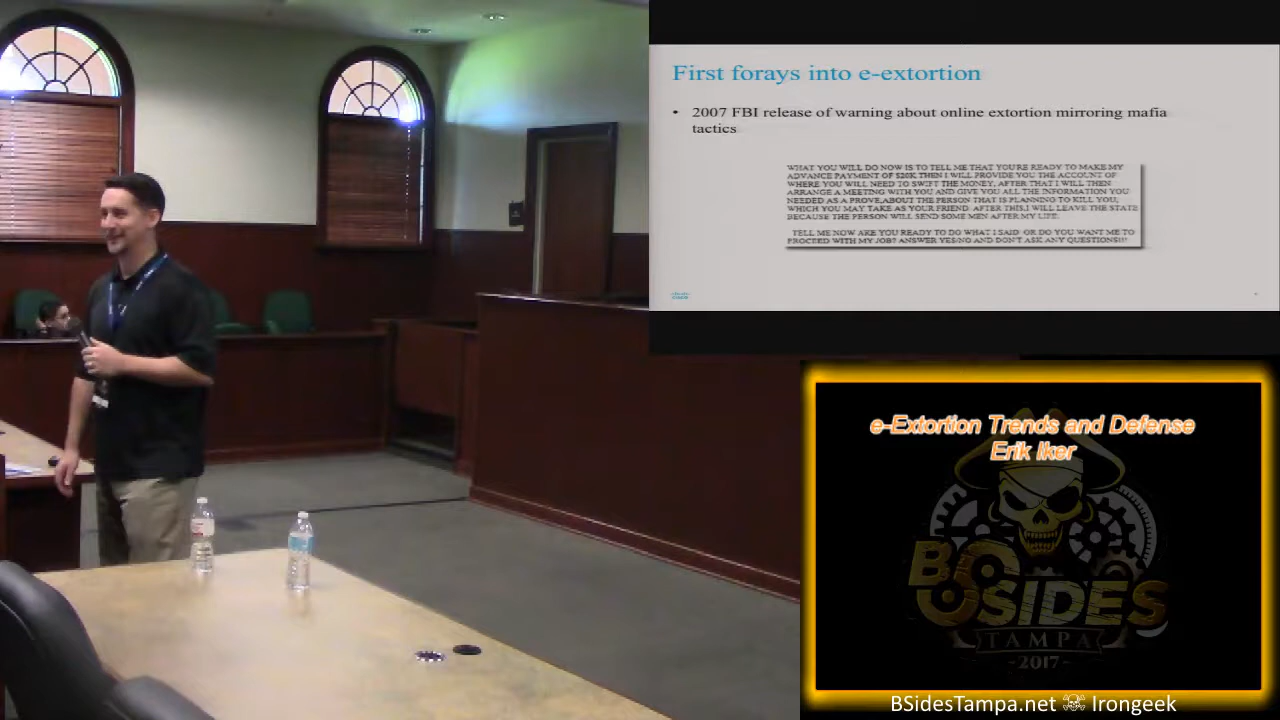 First forays into e-extortion
• 2007 FBI release of warning about online extortion mirroring mafia
tactics
WHAT YOU WILL DO NOW IS TO TELL ME THAT YOU'RE READY TO MAKE MY
ADVANCE PAYMENT OF $20K.THEN I WILL PROVIDE YOU THE ACCOUNT OF
WHERE YOU WILL NEED TO SWIFT THE MONEY, AFTER THAT I WILL THEN
ARRANGE A MEETING WITH YOU AND GIVE YOU ALL THE INFORMATION YOU
NEEDED AS A PROVE,ABOUT THE PERSON THAT IS PLANNING TO KILL YOU,
WHICH YOU MAY TAKE AS YOUR FRIEND. AFTER THIS,I WILL LEAVE THE STATE
BECAUSE THE PERSON WILL SEND SOME MEN AFTER MY LIFE.
TELL ME NOW ARE YOU READY TO DO WHAT I SAID OR DO YOU WANT ME TO
PROCEED WITH MY JOB? ANSWER YES/NO AND DON'T ASK ANY QUESTIONS!!!
e-Extortion Trends and Defense
Erik Iker
BSIDES
TAMPA
-2017-
BSidesTampa.net ☠ Irongeek